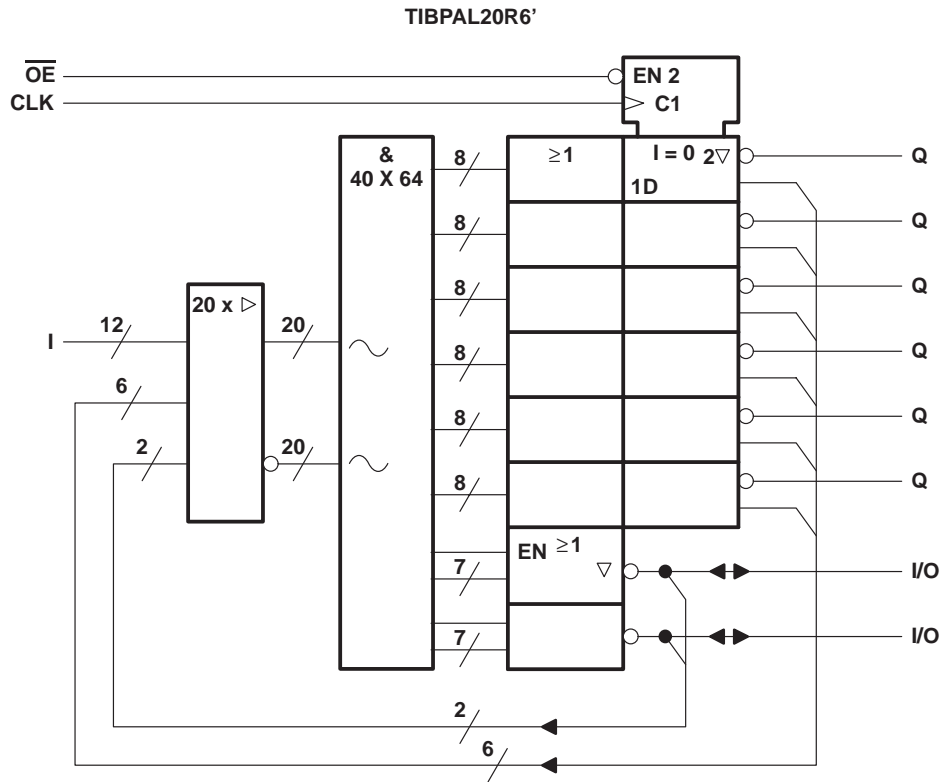 TIBPAL20R6'
OE
EN 2
CLK
C1
&
40 X 64
8
≥1
I = 0 2▽
1D
Q
8
Q
8
Q
8
Q
8
Q
8
Q
20 x ▷
I
12
20
6
2
20
EN ≥1
▽
7
I/O
7
I/O
2
6